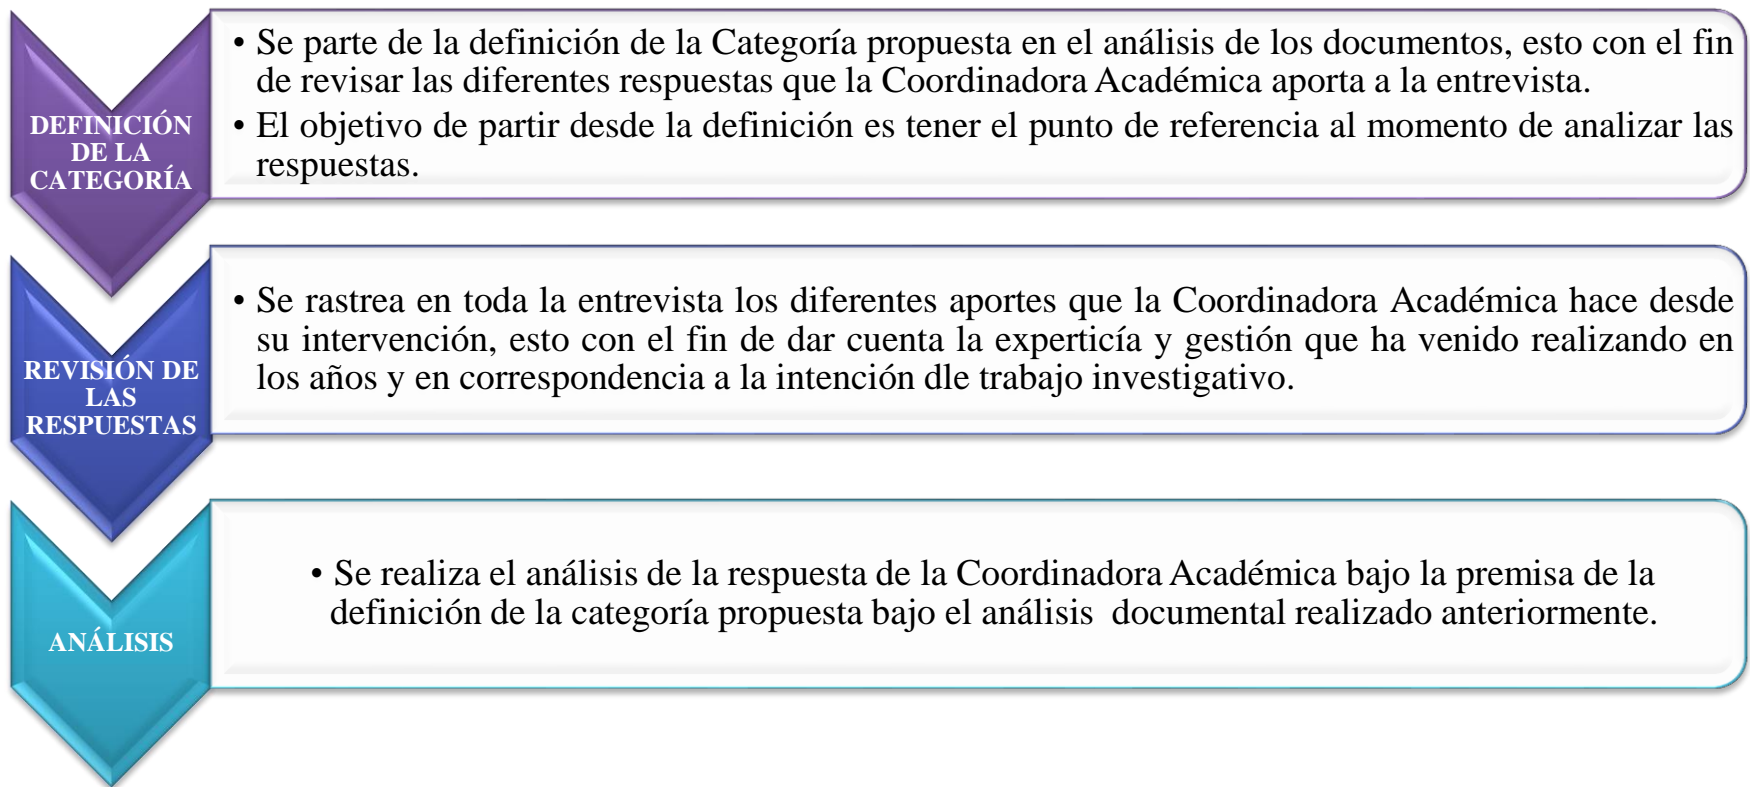 DEFINICIÓN
DE LA
CATEGORÍA
• Se parte de la definición de la Categoría propuesta en el análisis de los documentos, esto con el fin
de revisar las diferentes respuestas que la Coordinadora Académica aporta a la entrevista.
• El objetivo de partir desde la definición es tener el punto de referencia al momento de analizar las
respuestas.
REVISIÓN DE
LAS
RESPUESTAS
• Se rastrea en toda la entrevista los diferentes aportes que la Coordinadora Académica hace desde
su intervención, esto con el fin de dar cuenta la experticía y gestión que ha venido realizando en
los años y en correspondencia a la intención dle trabajo investigativo.
ANÁLISIS
• Se realiza el análisis de la respuesta de la Coordinadora Académica bajo la premisa de la
definición de la categoría propuesta bajo el análisis  documental realizado anteriormente.